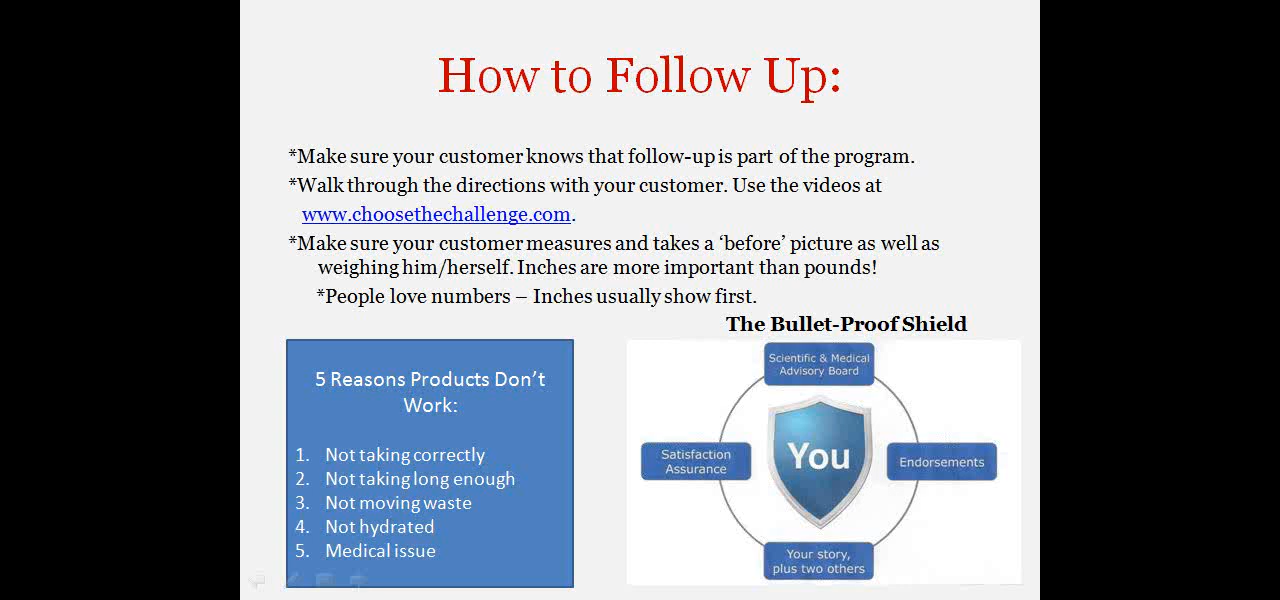 How to Follow Up:
*Make sure your customer knows that follow-up is part of the program.
*Walk through the directions with your customer. Use the videos at
www.choosethechallenge.com.
*Make sure your customer measures and takes a ‘before’ picture as well as
weighing him/herself. Inches are more important than pounds!
*People love numbers – Inches usually show first.
5 Reasons Products Don’t
Work:
1. Not taking correctly
2. Not taking long enough
3. Not moving waste
4. Not hydrated
5. Medical issue
The Bullet-Proof Shield
Scientific & Medical
Advisory Board
Satisfaction
Assurance
You
Endorsements
Your story,
plus two others